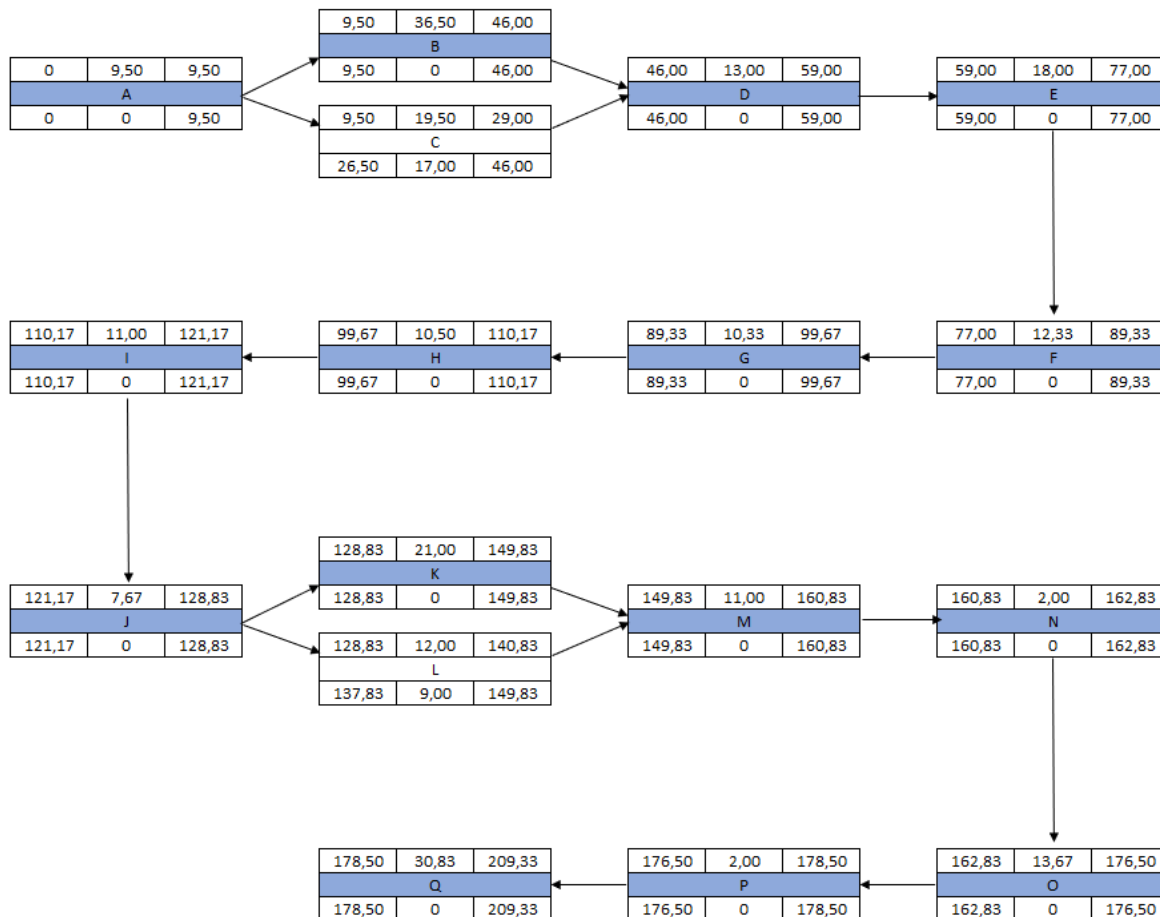 0 9,50 9,50
A
0 0 9,50
9,50 36,50 46,00
B
9,50 0 46,00
9,50 19,50 29,00
C
26,50 17,00 46,00
46,00 13,00 59,00
D
46,00 0 59,00
59,00 18,00 77,00
E
59,00 0 77,00
110,17 11,00 121,17
I
110,17 0 121,17
99,67 10,50 110,17
H
99,67 0 110,17
89,33 10,33 99,67
G
89,33 0 99,67
77,00 12,33 89,33
F
77,00 0 89,33
121,17 7,67 128,83
J
121,17 0 128,83
128,83 21,00 149,83
K
128,83 0 149,83
128,83 12,00 140,83
L
137,83 9,00 149,83
149,83 11,00 160,83
M
149,83 0 160,83
160,83 2,00 162,83
N
160,83 0 162,83
178,50 30,83 209,33
Q
178,50 0 209,33
176,50 2,00 178,50
P
176,50 0 178,50
162,83 13,67 176,50
O
162,83 0 176,50